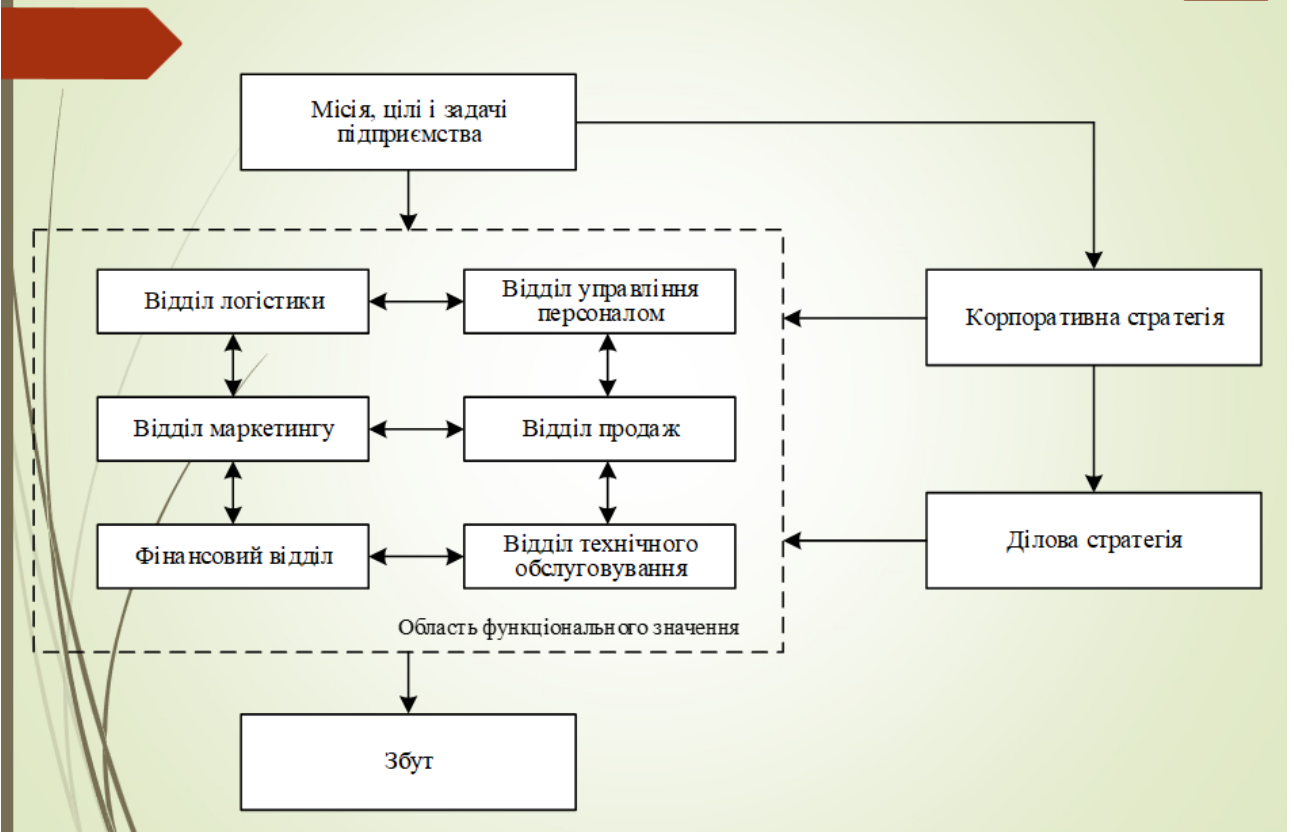 Місія, цілі і задачі
підприємства
Відділ логістики
Відділ управління
персоналом
Корпоративна стратегія
Відділ маркетингу
Відділ продаж
Фінансовий відділ
Відділ технічного
обслуговування
Ділова стратегія
Область функціонального значення
Збут